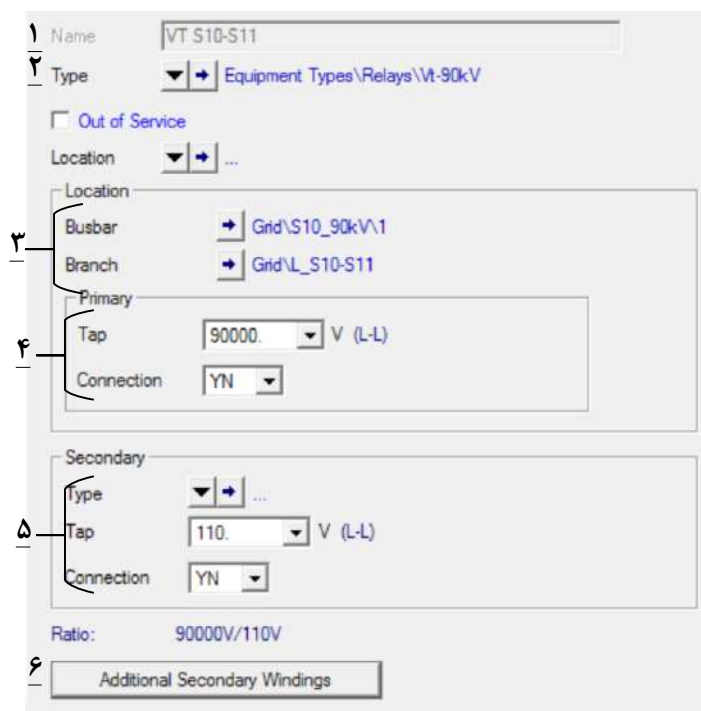 ۱ Name VT S10-S11
۲ Type Equipment Types\Relays\Vt-90kV
Out of Service
Location ...
Location
۳
Busbar Grid\S10_90kV\1
Branch Grid\L_S10-S11
Primary
۴
Tap 90000. V (L-L)
Connection YN
Secondary
Type ...
۵ Tap 110. V (L-L)
Connection YN
Ratio: 90000V/110V
۶ Additional Secondary Windings